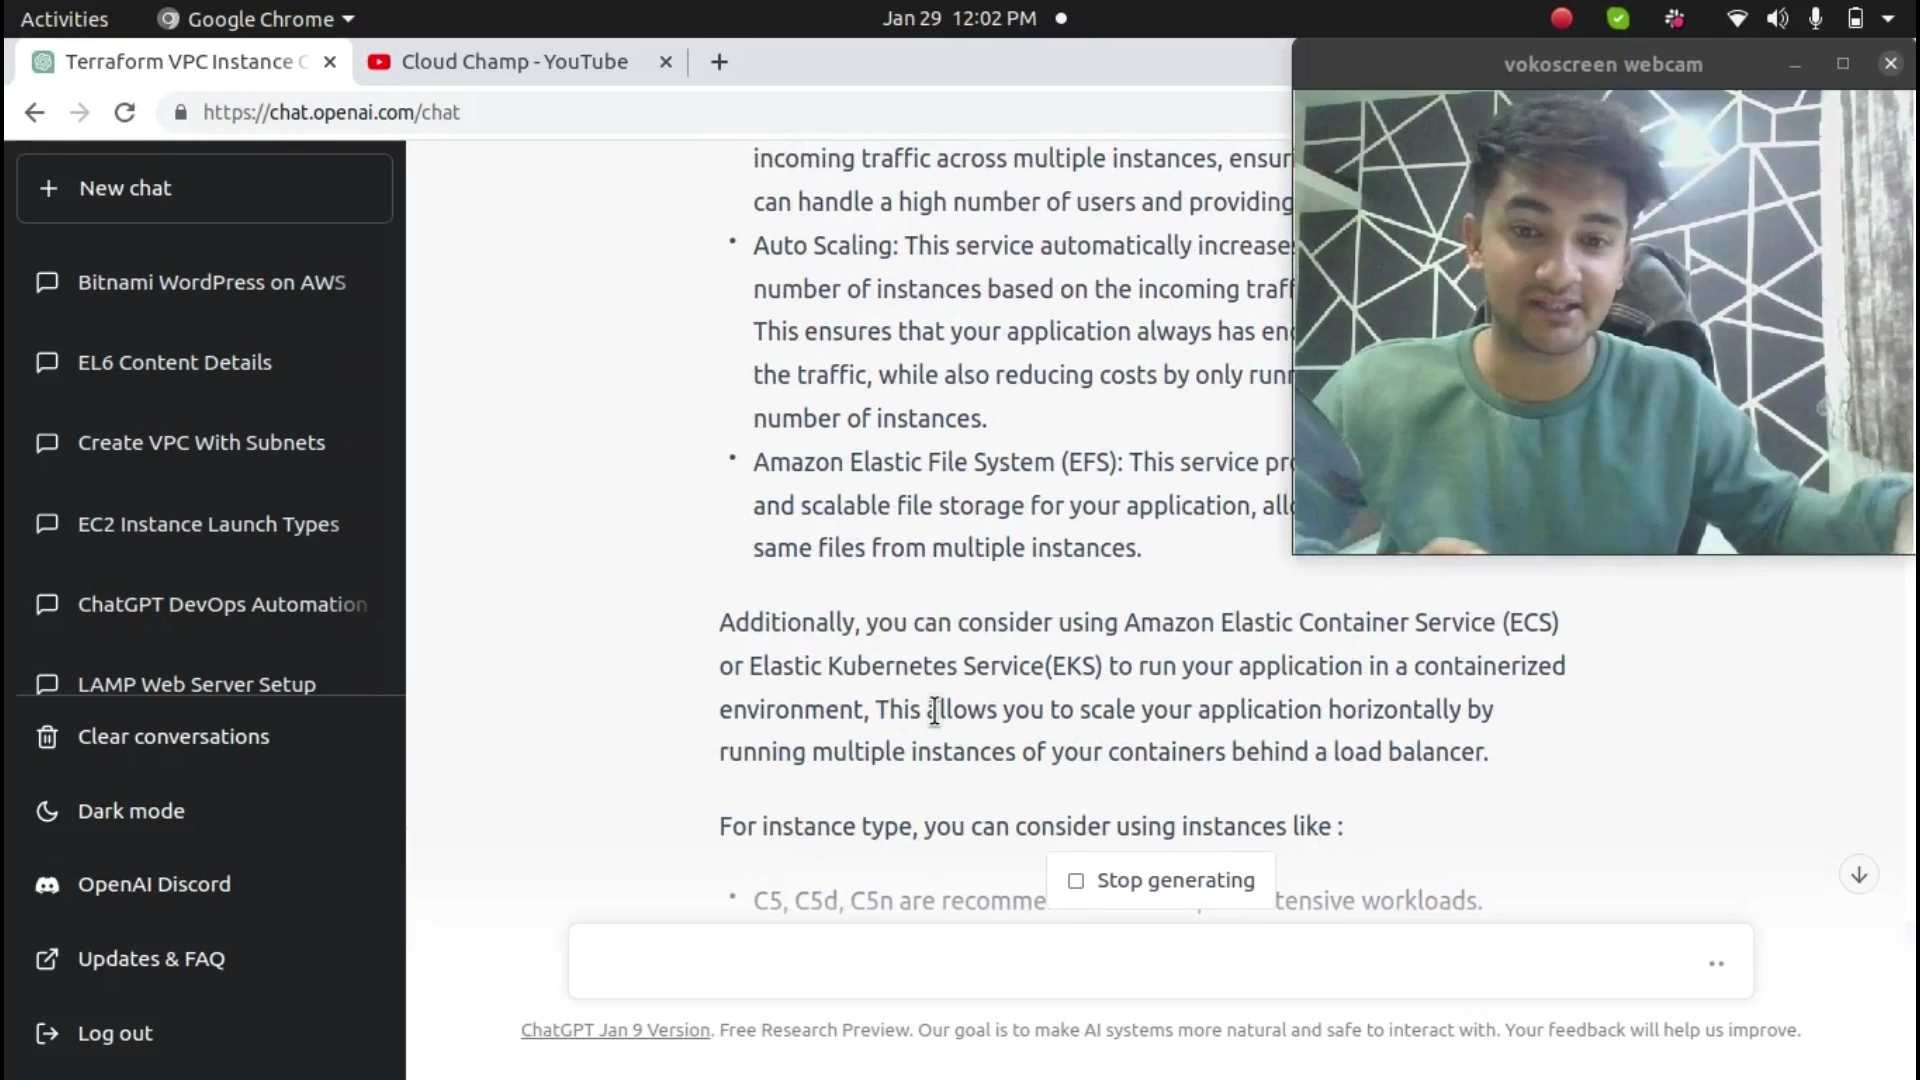 Activities
Google Chrome
Jan 29 12:02 PM
Terraform VPC Instance C
Cloud Champ - YouTube
vokoscreen webcam
https://chat.openai.com/chat
New chat
Bitnami WordPress on AWS
EL6 Content Details
Create VPC With Subnets
EC2 Instance Launch Types
ChatGPT DevOps Automation
LAMP Web Server Setup
Clear conversations
Dark mode
OpenAI Discord
Updates & FAQ
Log out
incoming traffic across multiple instances, ensur
can handle a high number of users and providing
• Auto Scaling: This service automatically increase
number of instances based on the incoming traf
This ensures that your application always has en
the traffic, while also reducing costs by only run
number of instances.
• Amazon Elastic File System (EFS): This service pr
and scalable file storage for your application, all
same files from multiple instances.
Additionally, you can consider using Amazon Elastic Container Service (ECS)
or Elastic Kubernetes Service(EKS) to run your application in a containerized
environment, This allows you to scale your application horizontally by
running multiple instances of your containers behind a load balancer.
For instance type, you can consider using instances like :
Stop generating
• C5, C5d, C5n are recomme tensive workloads.
ChatGPT Jan 9 Version. Free Research Preview. Our goal is to make AI systems more natural and safe to interact with. Your feedback will help us improve.